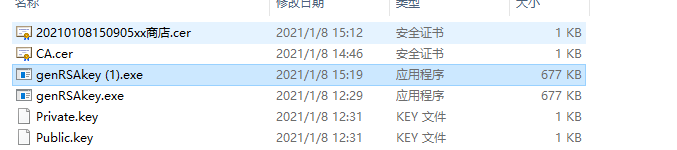 名称 修改日期 类型 大小
20210108150905xx商店.cer 2021/1/8 15:12 安全证书 1 KB
CA.cer 2021/1/8 14:46 安全证书 1 KB
genRSAkey (1).exe 2021/1/8 15:19 应用程序 677 KB
genRSAkey.exe 2021/1/8 12:29 应用程序 677 KB
Private.key 2021/1/8 12:31 KEY 文件 1 KB
Public.key 2021/1/8 12:31 KEY 文件 1 KB